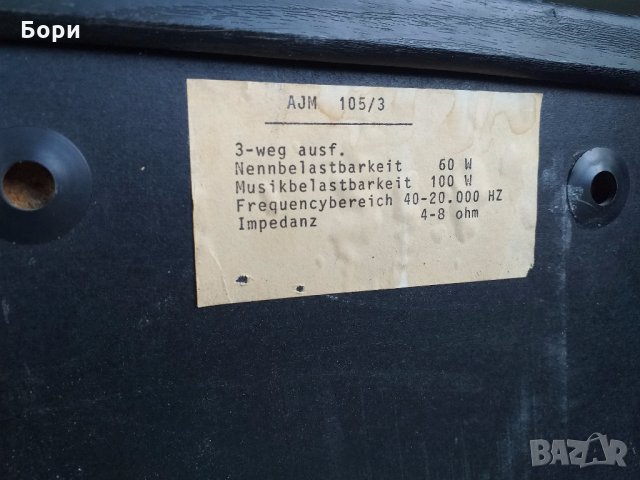 Бори
AJM 105/3
3-weg ausf.
Nennbelastbarkeit 60 W
Musikbelastbarkeit 100 W
Frequencybereich 40-20.000 HZ
Impedanz 4-8 ohm
BAZAR